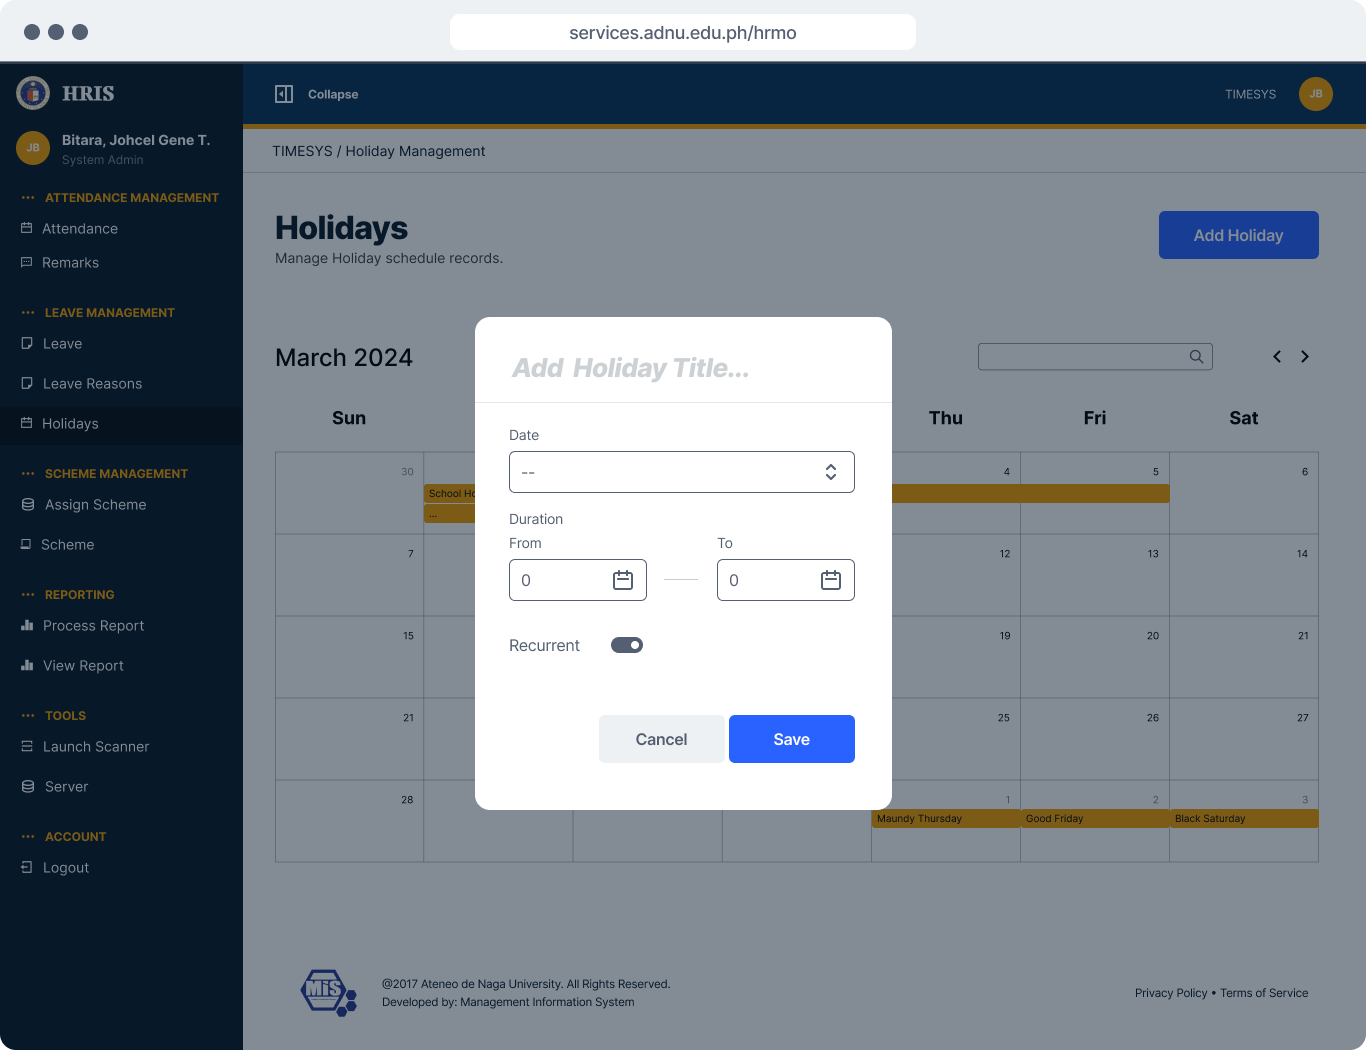 services.adnu.edu.ph/hrmo
HRIS
Collapse
TIMESYS
JB
JB
Bitara, Johcel Gene T.
System Admin
TIMESYS / Holiday Management
ATTENDANCE MANAGEMENT
Attendance
Remarks
LEAVE MANAGEMENT
Leave
Leave Reasons
Holidays
SCHEME MANAGEMENT
Assign Scheme
Scheme
REPORTING
Process Report
View Report
TOOLS
Launch Scanner
Server
ACCOUNT
Logout
Holidays
Manage Holiday schedule records.
Add Holiday
March 2024
Sun
Thu
Fri
Sat
30
4
5
6
School Ho
...
7
12
13
14
15
19
20
21
21
25
26
27
28
1
2
3
Maundy Thursday
Good Friday
Black Saturday
Add Holiday Title...
Date
--
Duration
From
To
0
0
Recurrent
Cancel
Save
MIS
@2017 Ateneo de Naga University. All Rights Reserved.
Developed by: Management Information System
Privacy Policy • Terms of Service